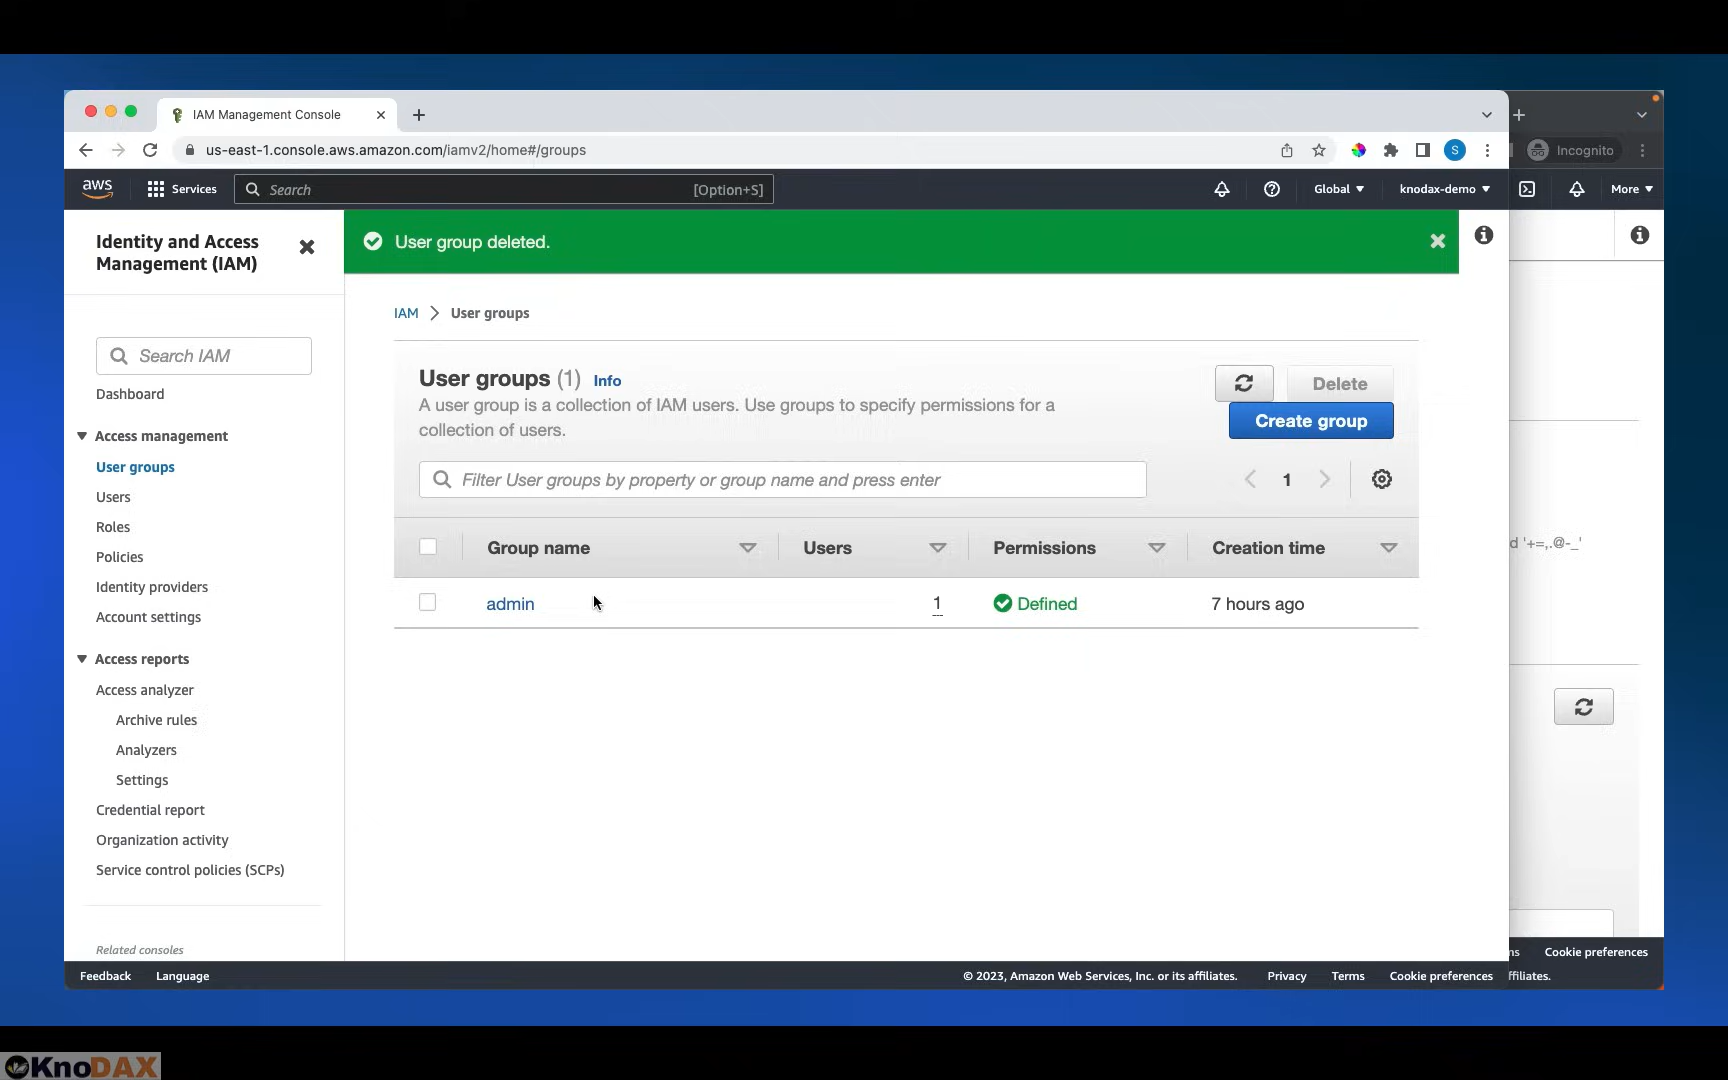 IAM Management Console
us-east-1.console.aws.amazon.com/iamv2/home#/groups
S
Incognito
aws
Services
Search
[Option+S]
Global
knodax-demo
More
Identity and Access
Management (IAM)
User group deleted.
Search IAM
Dashboard
Access management
User groups
Users
Roles
Policies
Identity providers
Account settings
Access reports
Access analyzer
Archive rules
Analyzers
Settings
Credential report
Organization activity
Service control policies (SCPs)
Related consoles
IAM > User groups
User groups (1) Info
A user group is a collection of IAM users. Use groups to specify permissions for a
collection of users.
Delete
Create group
Filter User groups by property or group name and press enter
1
Group name Users Permissions Creation time
admin 1 Defined 7 hours ago
d '+=,.@-_'
ns Cookie preferences
Feedback Language
© 2023, Amazon Web Services, Inc. or its affiliates. Privacy Terms Cookie preferences
ffiliates.
KnoDAX